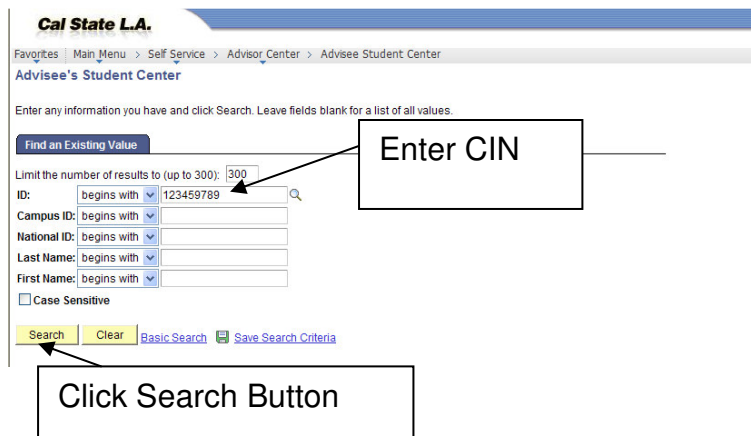 Cal State L.A.
Favorites Main Menu > Self Service > Advisor Center > Advisee Student Center
Advisee's Student Center
Enter any information you have and click Search. Leave fields blank for a list of all values.
Find an Existing Value
Enter CIN
Limit the number of results to (up to 300): 300
ID: begins with 123459789
Campus ID: begins with
National ID: begins with
Last Name: begins with
First Name: begins with
Case Sensitive
Search Clear Basic Search Save Search Criteria
Click Search Button